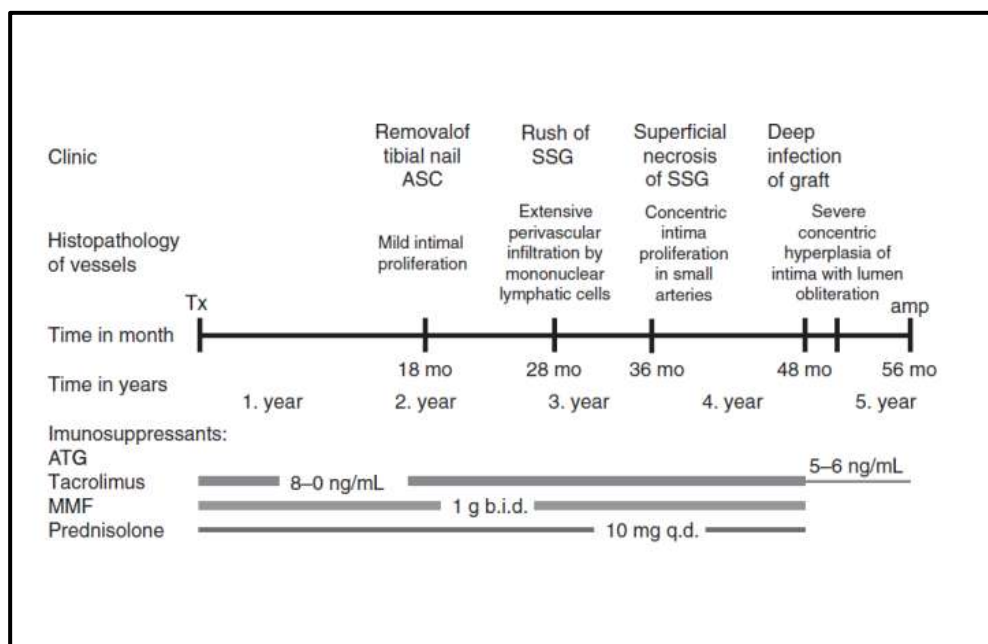 Clinic
Removalof
tibial nail
ASC
Rush of
SSG
Superficial
necrosis
of SSG
Deep
infection
of graft
Histopathology
of vessels
Mild intimal
proliferation
Extensive
perivascular
infiltration by
mononuclear
lymphatic cells
Concentric
intima
proliferation
in small
arteries
Severe
concentric
hyperplasia of
intima with lumen
obliteration
Tx
amp
Time in month
18 mo
28 mo
36 mo
48 mo
56 mo
Time in years
1. year
2. year
3. year
4. year
5. year
Imunosuppressants:
ATG
Tacrolimus
8–0 ng/mL
5–6 ng/mL
MMF
1 g b.i.d.
Prednisolone
10 mg q.d.